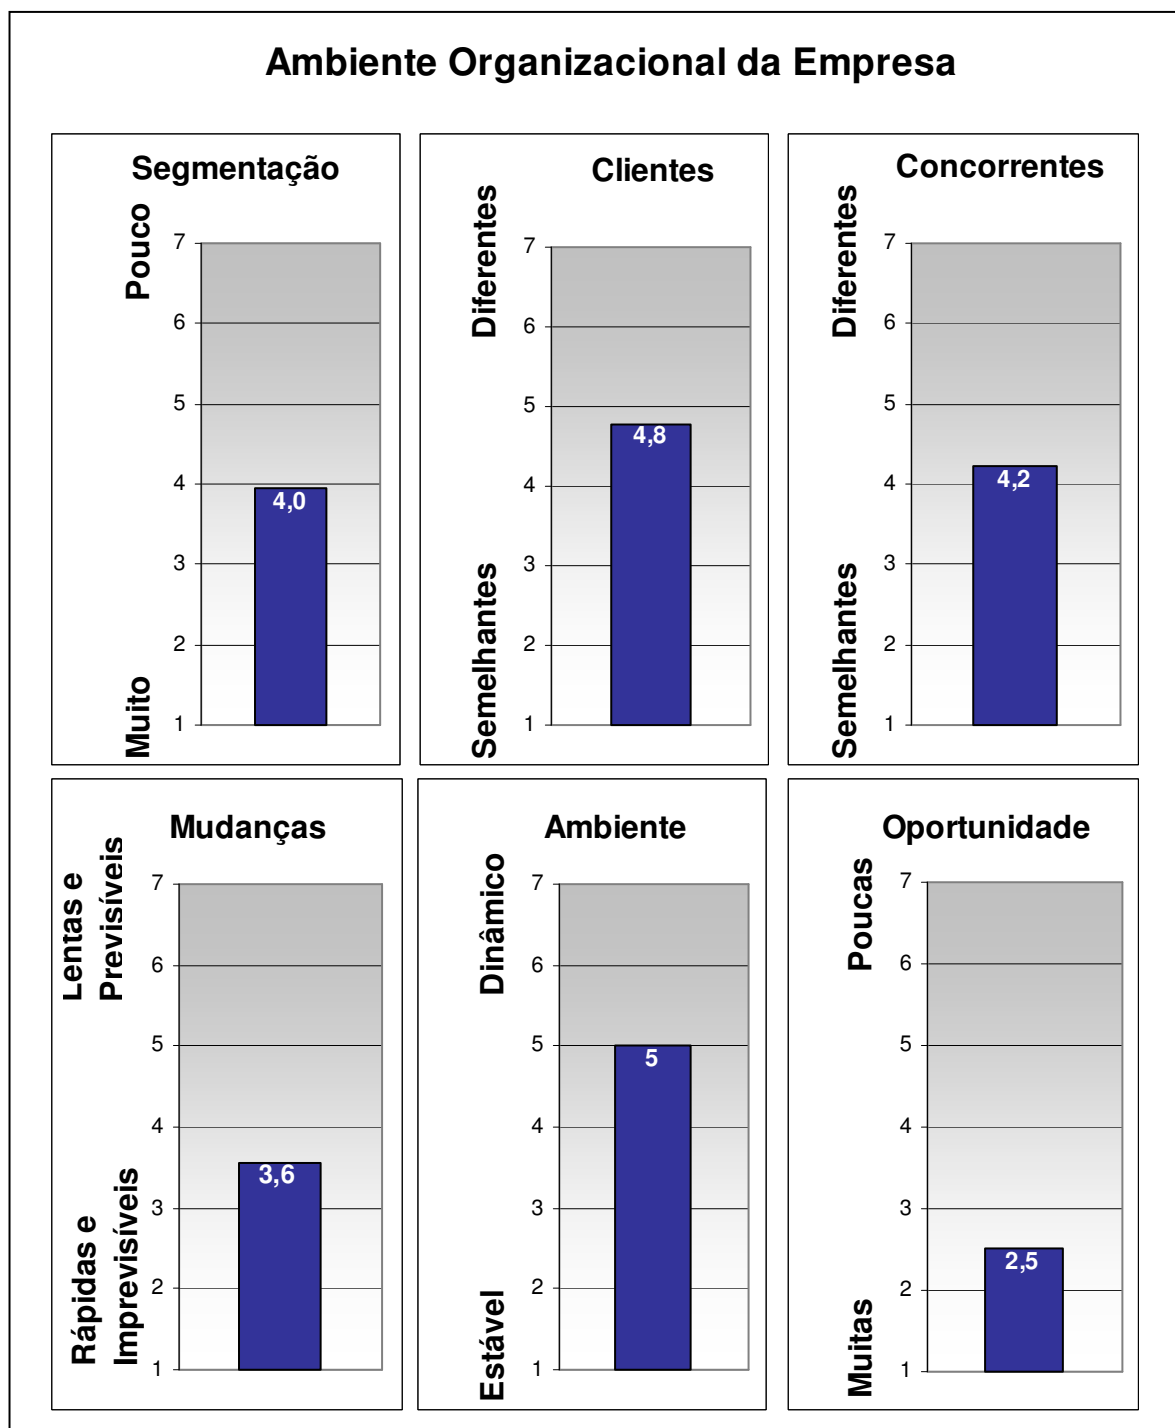 Ambiente Organizacional da Empresa
Segmentação
Pouco
Muito
7
6
5
4
3
2
1
4,0
Clientes
Diferentes
Semelhantes
7
6
5
4
3
2
1
4,8
Concorrentes
Diferentes
Semelhantes
7
6
5
4
3
2
1
4,2
Mudanças
Lentas e
Previsíveis
Rápidas e
Imprevisíveis
7
6
5
4
3
2
1
3,6
Ambiente
Dinâmico
Estável
7
6
5
4
3
2
1
5
Oportunidade
Poucas
Muitas
7
6
5
4
3
2
1
2,5